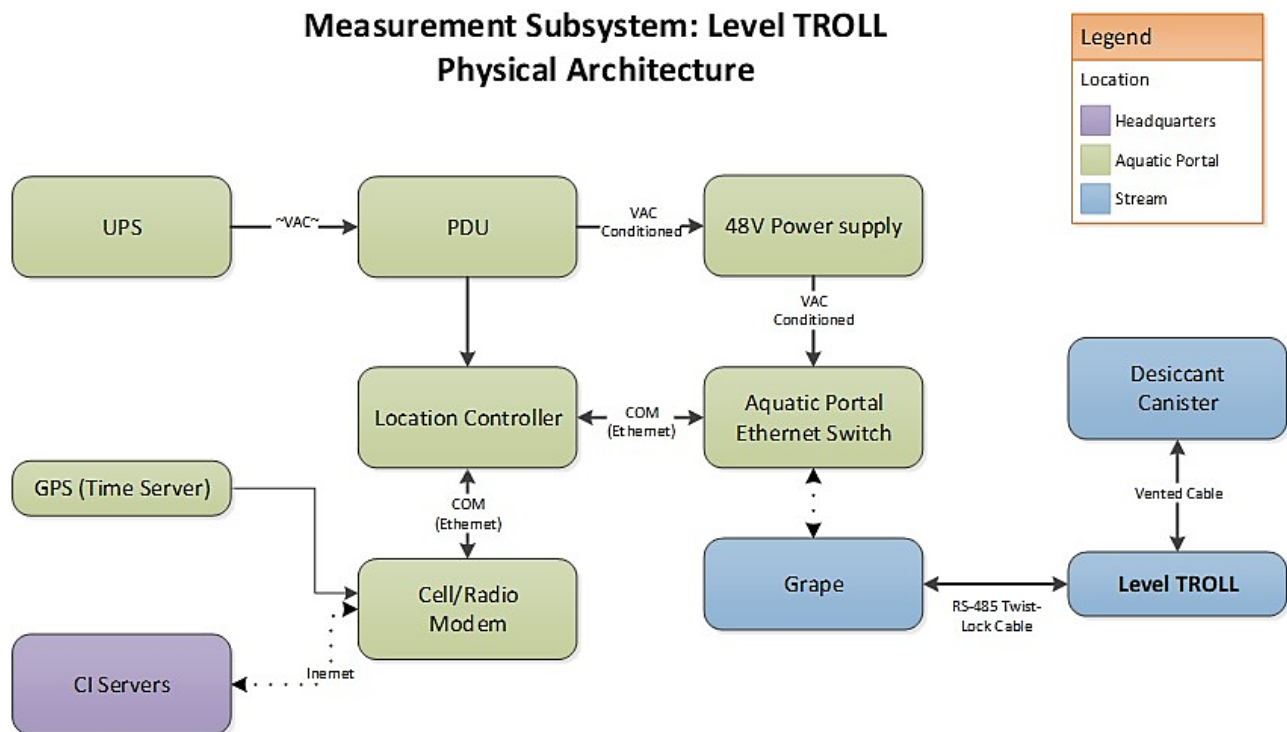 Measurement Subsystem: Level TROLL
Physical Architecture
Legend
Location
Headquarters
Aquatic Portal
Stream
UPS
~VAC~
PDU
VAC
Conditioned
48V Power supply
VAC
Conditioned
Location Controller
COM
(Ethernet)
Aquatic Portal
Ethernet Switch
Desiccant
Canister
GPS (Time Server)
COM
(Ethernet)
Vented Cable
Cell/Radio
Modem
Grape
RS-485 Twist-
Lock Cable
Level TROLL
CI Servers
Inernet